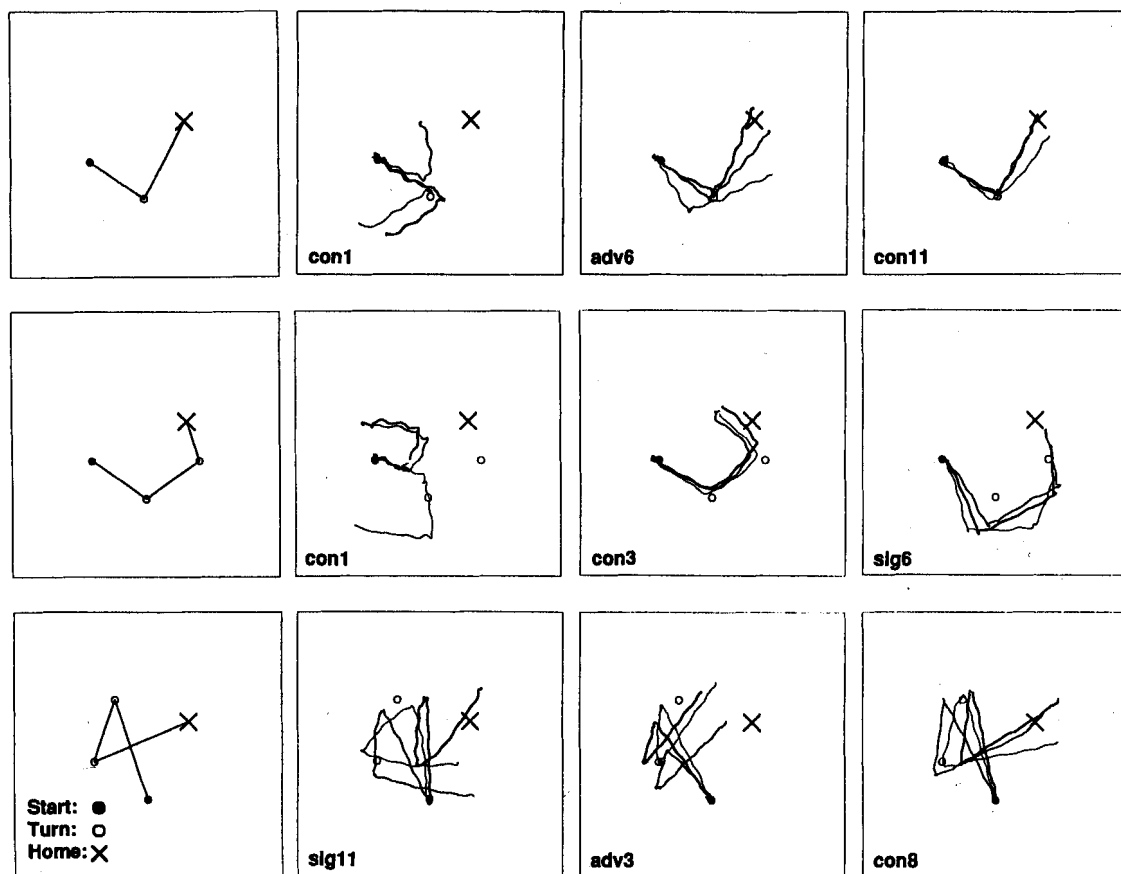 con1
adv6
con11
con1
con3
sig6
Start:
Turn:
Home:
sig11
adv3
con8